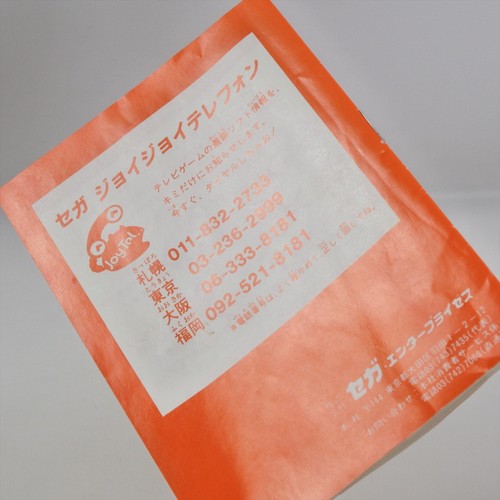 セガ ジョイジョイテレフォン
テレビゲームの最新ソフト情報を、
キミだけにお知らせします。
今すぐ、ダイヤルしてネ!!
JoyTel
さっぽろ
札幌 011-832-2733
とうきょう
東京 03-236-2999
おおさか
大阪 06-333-8181
ふくおか
福岡 092-521-8181
セガ・エンタープライゼス